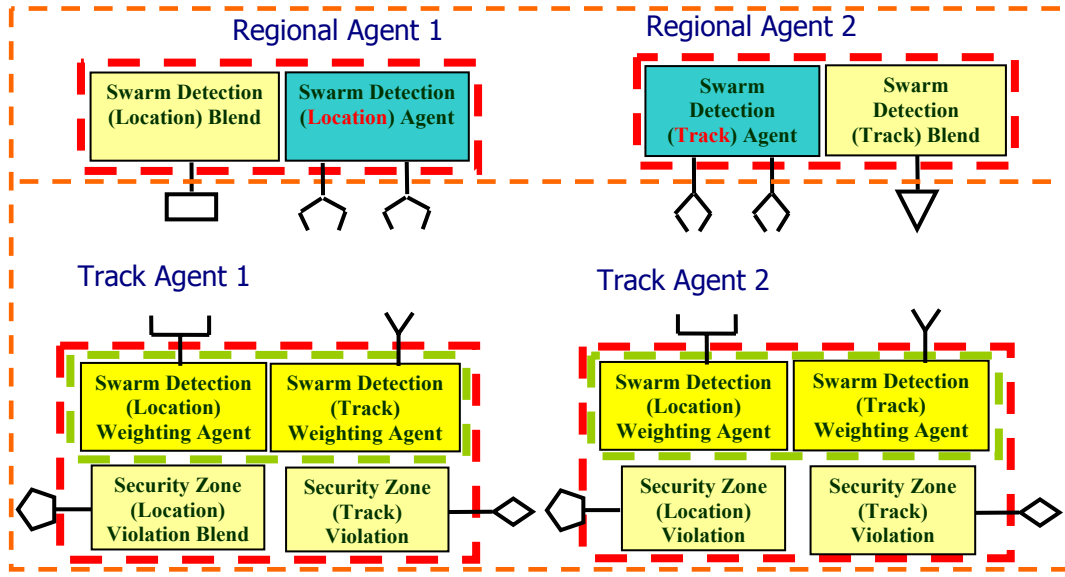 Regional Agent 1
Regional Agent 2
Swarm Detection
(Location) Blend
Swarm Detection
(Location) Agent
Swarm
Detection
(Track) Agent
Swarm
Detection
(Track) Blend
Track Agent 1
Track Agent 2
Swarm Detection
(Location)
Weighting Agent
Swarm Detection
(Track)
Weighting Agent
Swarm Detection
(Location)
Weighting Agent
Swarm Detection
(Track)
Weighting Agent
Security Zone
(Location)
Violation Blend
Security Zone
(Track)
Violation
Security Zone
(Location)
Violation
Security Zone
(Track)
Violation